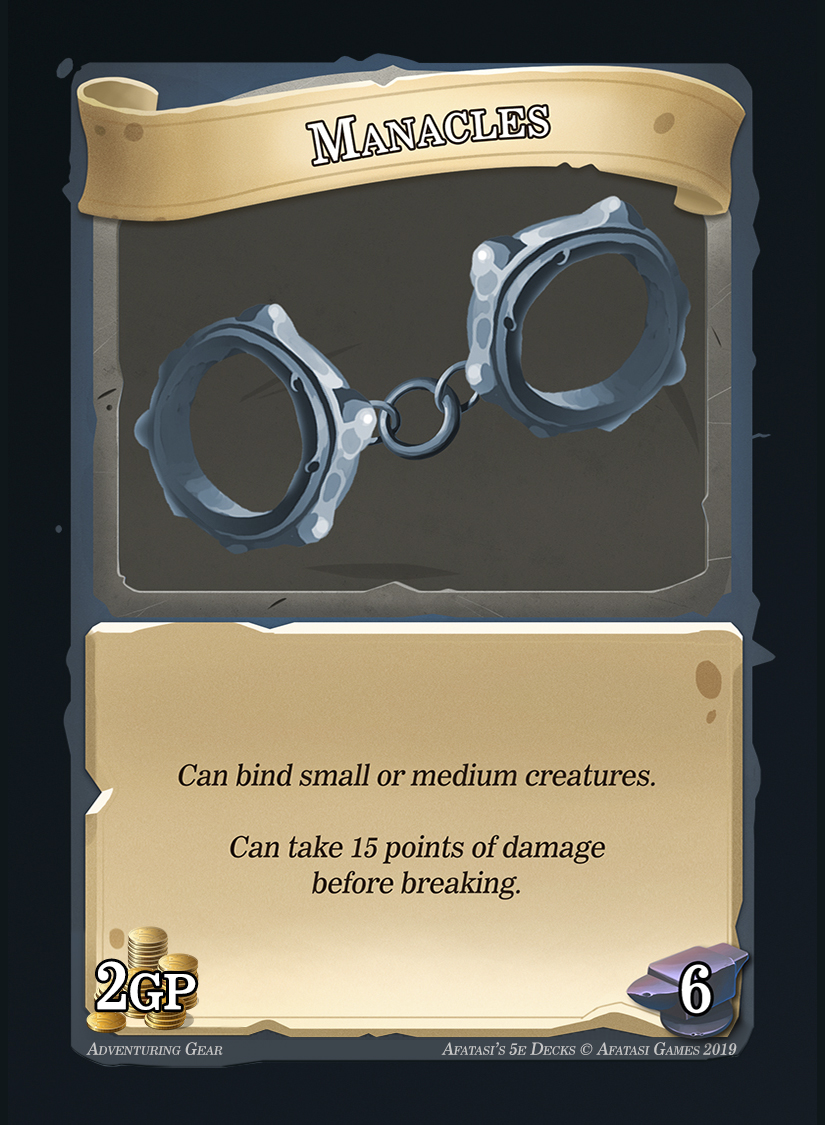 Manacles
Can bind small or medium creatures.
Can take 15 points of damage
before breaking.
2GP
6
Adventuring Gear
Afatasi's 5e Decks © Afatasi Games 2019